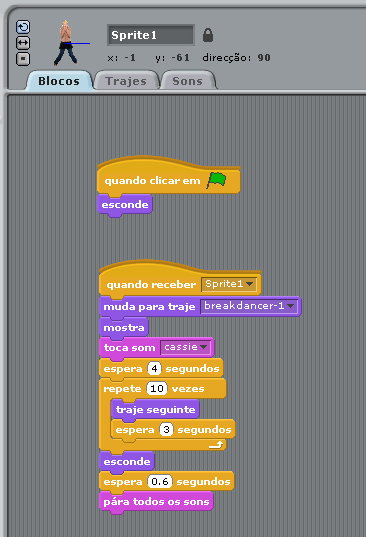 Sprite1
x: -1 y: -61 direcção: 90
Blocos Trajes Sons
quando clicar em
esconde
quando receber Sprite1
muda para traje breakdancer-1
mostra
toca som cassie
espera 4 segundos
repete 10 vezes
traje seguinte
espera 3 segundos
esconde
espera 0.6 segundos
pára todos os sons